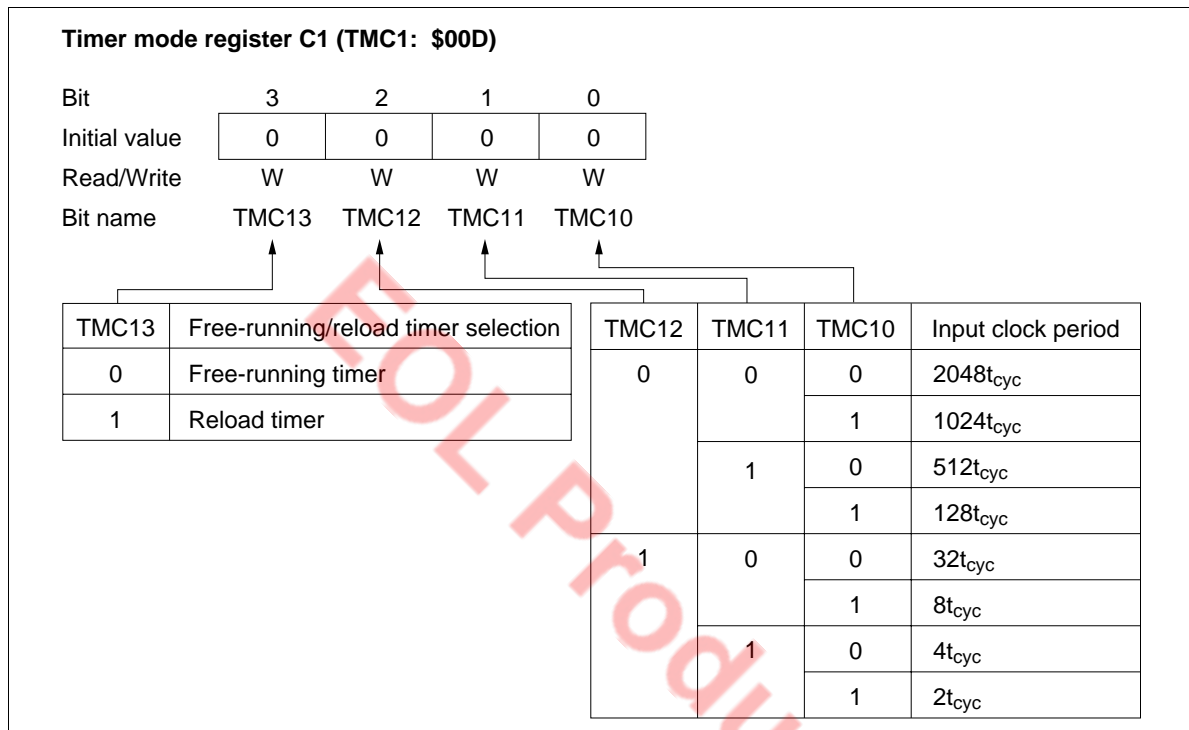 Timer mode register C1 (TMC1: $00D)
Bit 3 2 1 0
Initial value 0 0 0 0
Read/Write W W W W
Bit name TMC13 TMC12 TMC11 TMC10
TMC13 Free-running/reload timer selection
0 Free-running timer
1 Reload timer
TMC12 TMC11 TMC10 Input clock period
0 0 0 2048tcyc
1 1024tcyc
1 0 512tcyc
1 128tcyc
1 0 0 32tcyc
1 8tcyc
1 0 4tcyc
1 2tcyc
EOL Produ